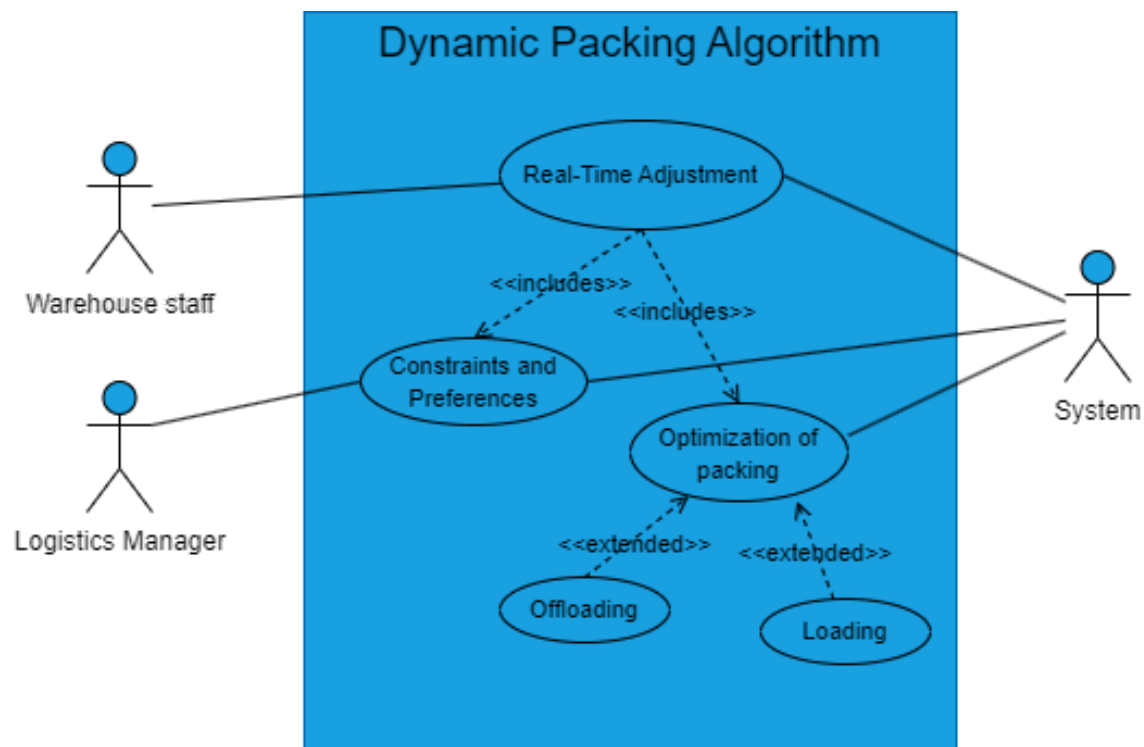 Dynamic Packing Algorithm
Real-Time Adjustment
Warehouse staff
<<includes>>
<<includes>>
Constraints and
Preferences
System
Optimization of
packing
Logistics Manager
<<extended>>
<<extended>>
Offloading
Loading